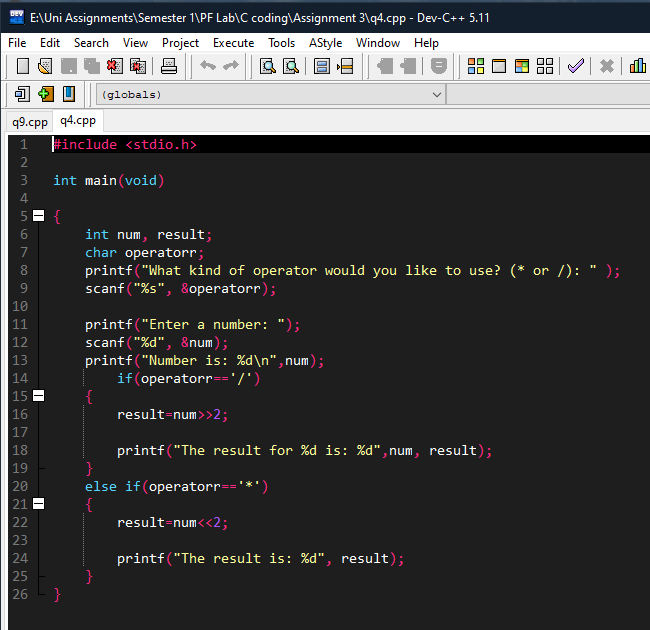 DEV E:\Uni Assignments\Semester 1\PF Lab\C coding\Assignment 3\q4.cpp - Dev-C++ 5.11
File Edit Search View Project Execute Tools AStyle Window Help
(globals)
q9.cpp q4.cpp
1 #include <stdio.h>
2
3 int main(void)
4
5 {
6     int num, result;
7     char operatorr;
8     printf("What kind of operator would you like to use? (* or /): " );
9     scanf("%s", &operatorr);
10
11     printf("Enter a number: ");
12     scanf("%d", &num);
13     printf("Number is: %d\n",num);
14         if(operatorr=='/')
15     {
16         result=num>>2;
17
18         printf("The result for %d is: %d",num, result);
19     }
20     else if(operatorr=='*')
21     {
22         result=num<<2;
23
24         printf("The result is: %d", result);
25     }
26 }